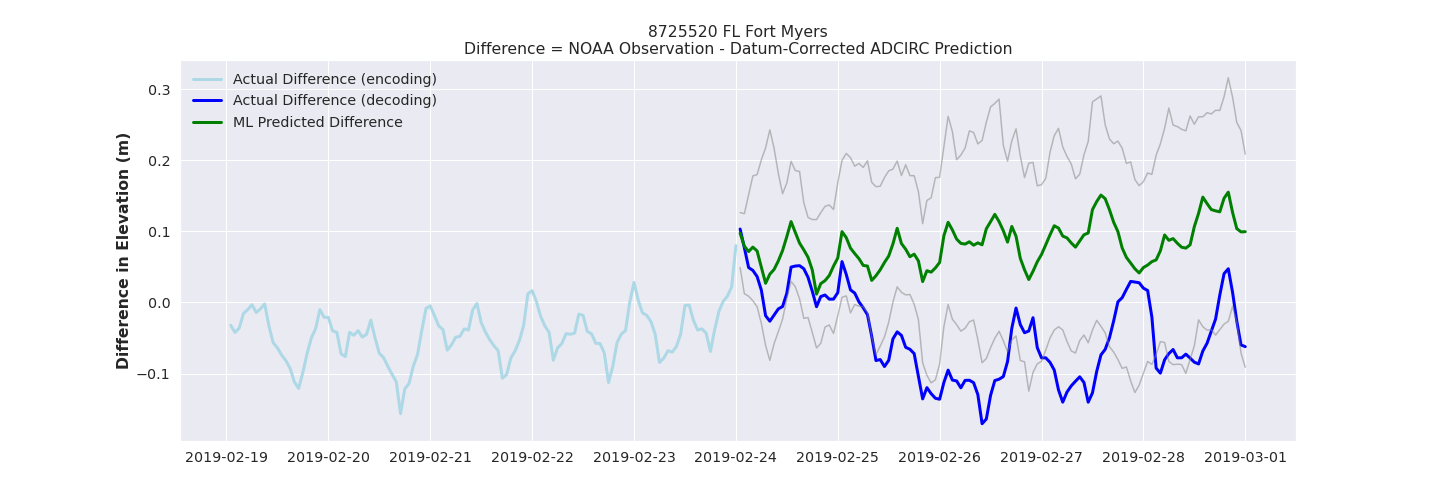 8725520 FL Fort Myers
Difference = NOAA Observation - Datum-Corrected ADCIRC Prediction
Actual Difference (encoding)
Actual Difference (decoding)
ML Predicted Difference
Difference in Elevation (m)
0.3
0.2
0.1
0.0
−0.1
2019-02-19 2019-02-20 2019-02-21 2019-02-22 2019-02-23 2019-02-24 2019-02-25 2019-02-26 2019-02-27 2019-02-28 2019-03-01